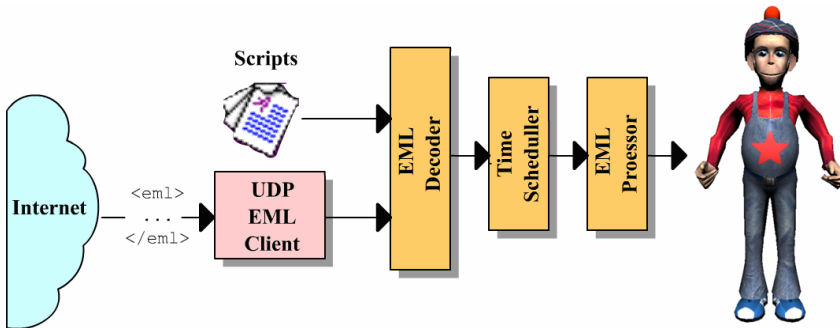 Scripts
Internet
<eml>
...
</eml>
UDP
EML
Client
EML
Decoder
Time
Scheduller
EML
Proessor